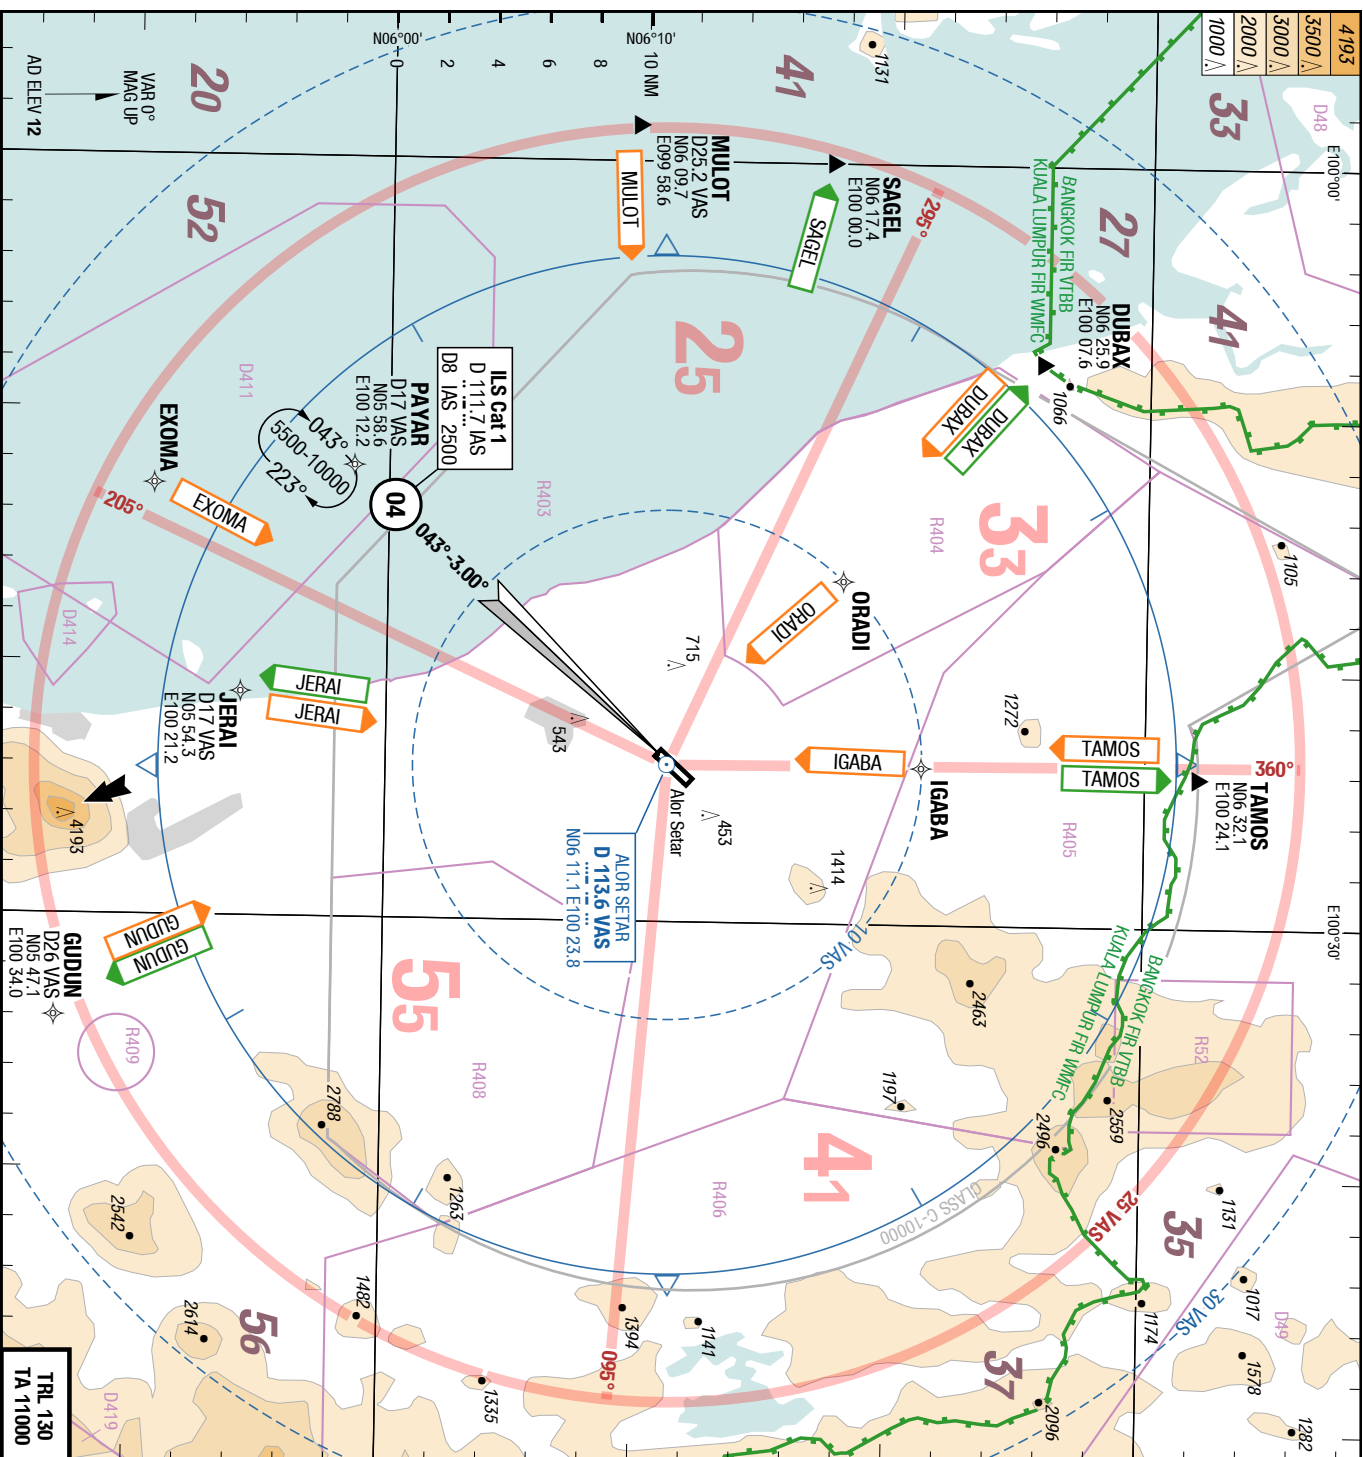 4193
3500
3000
2000
1000
AD ELEV 12
VAR 0°
MAG UP
N06°00'
N06°10'
0
2
4
6
8
10 NM
E100°00'
E100°30'
20
52
41
33
27
41
25
33
55
41
35
37
56
D48
1131
MULOT
D25.2 VAS
N06 09.7
E099 58.6
MULOT
SAGEL
N06 17.4
E100 00.0
SAGEL
295°
BANGKOK FIR VTBB
KUALA LUMPUR FIR WMFC
DUBAX
N06 25.9
E100 07.6
DUBAX
DUBAX
1066
D411
R403
R404
ILS Cat 1
D 111.7 IAS
D8 IAS 2500
PAYAR
D17 VAS
N05 58.6
E100 12.2
043°
5500-10000
223°
EXOMA
EXOMA
205°
04
043°-3.00°
1105
ORADI
ORADI
715
543
D414
JERAI
D17 VAS
N05 54.3
E100 21.2
JERAI
JERAI
1272
TAMOS
TAMOS
360°
TAMOS
N06 32.1
E100 24.1
IGABA
IGABA
R405
Alor Setar
453
1414
ALOR SETAR
D 113.6 VAS
N06 11.1 E100 23.8
10 VAS
4193
GUDUN
GUDUN
GUDUN
D26 VAS
N05 47.1
E100 34.0
R409
R408
2463
BANGKOK FIR VTBB
KUALA LUMPUR FIR WMFC
R52
2559
2496
1197
2788
1263
2542
R406
CLASS C-10000
25 VAS
1131
30 VAS
1017
D49
1174
1578
1282
2096
1482
2614
1394
1141
095°
1335
D419
TRL 130
TA 11000